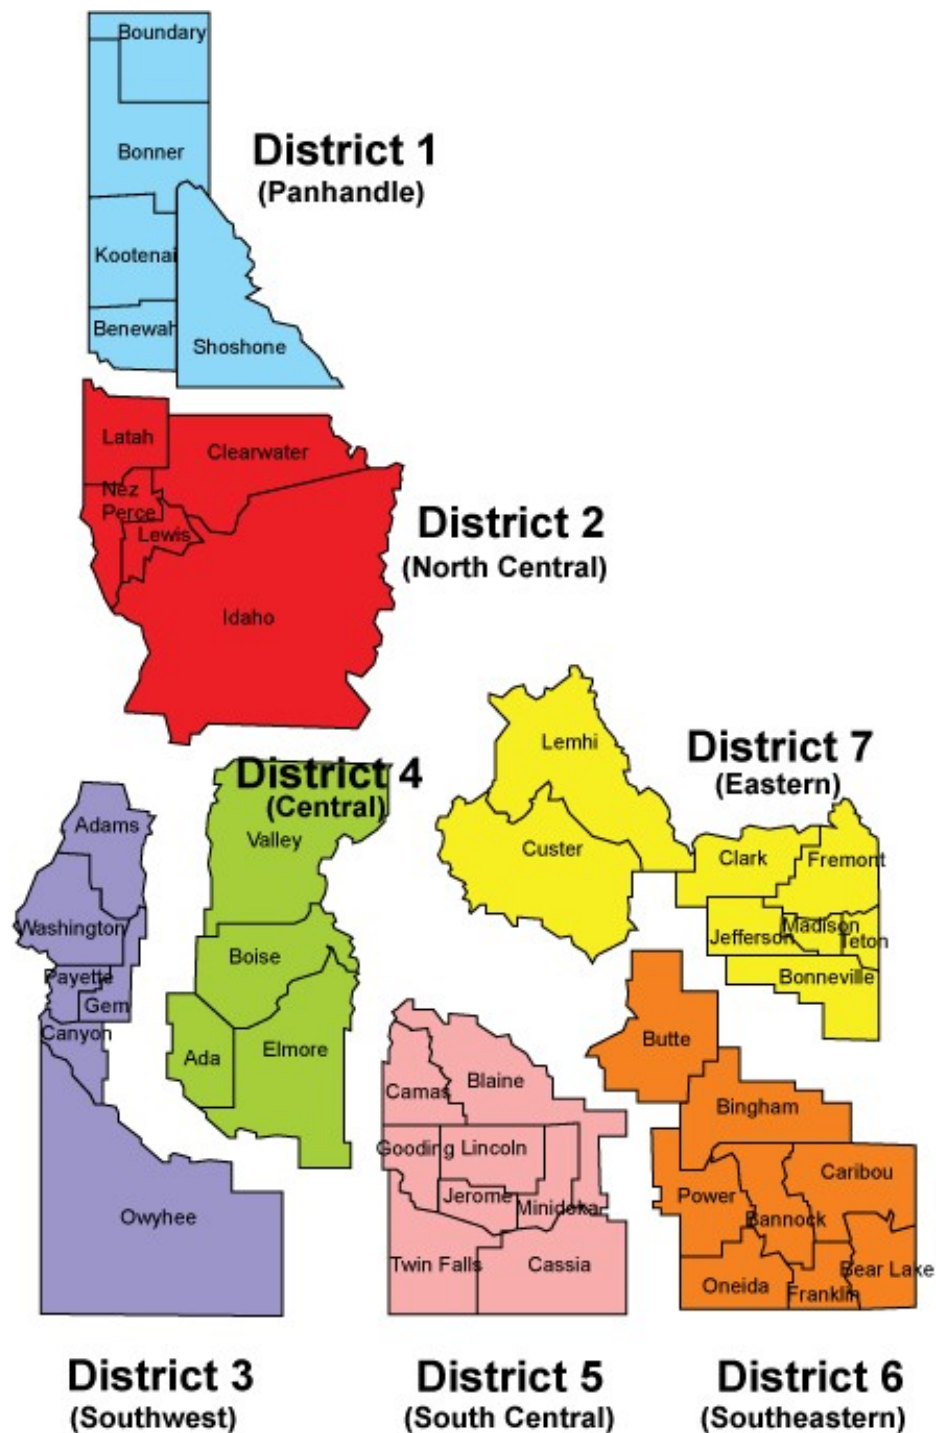 Boundary
Bonner
District 1
(Panhandle)
Kootenai
Benewah
Shoshone
Latah
Clearwater
Nez
Perce
Lewis
District 2
(North Central)
Idaho
Lemhi
District 7
(Eastern)
District 4
(Central)
Adams
Valley
Custer
Clark
Fremont
Washington
Madison
Jefferson
Teton
Boise
Payette
Bonneville
Gem
Canyon
Ada
Elmore
Butte
Camas
Blaine
Bingham
Gooding
Lincoln
Caribou
Jerome
Minidoka
Power
Bannock
Owyhee
Twin Falls
Cassia
Oneida
Franklin
Bear Lake
District 3
(Southwest)
District 5
(South Central)
District 6
(Southeastern)